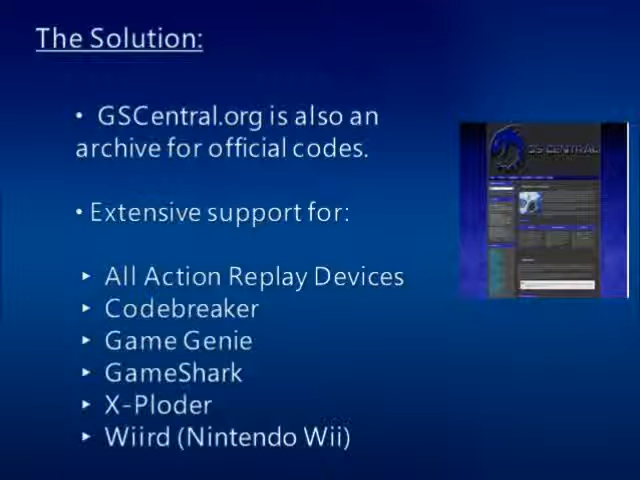 The Solution:
• GSCentral.org is also an
archive for official codes.
• Extensive support for:
▸ All Action Replay Devices
▸ Codebreaker
▸ Game Genie
▸ GameShark
▸ X-Ploder
▸ Wiird (Nintendo Wii)
GS CENTRAL